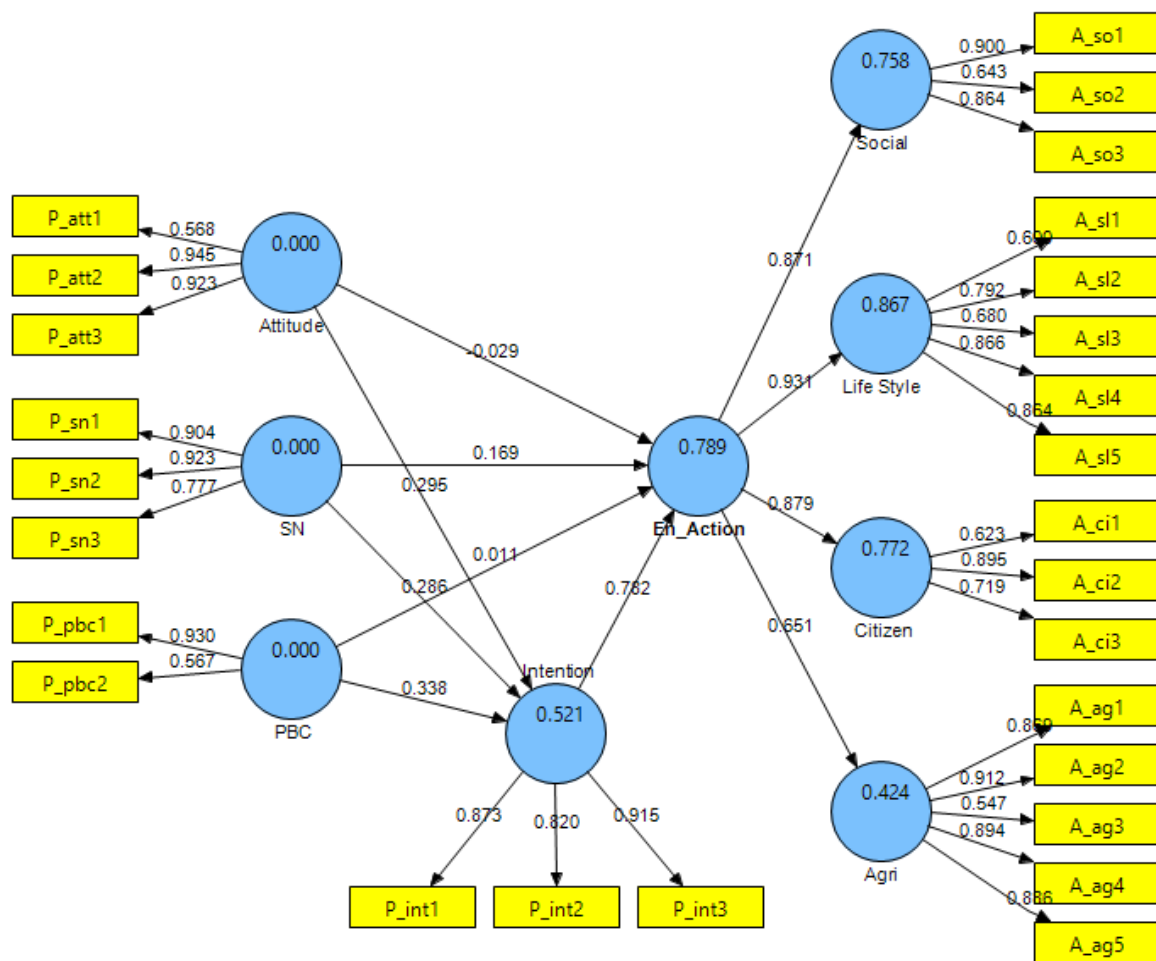 0.758
Social
0.900
0.643
0.864
A_so1
A_so2
A_so3
P_att1
P_att2
P_att3
0.568
0.945
0.923
0.000
Attitude
-0.029
0.295
0.871
0.931
0.867
Life Style
0.792
0.680
0.866
0.864
A_sl1
A_sl2
A_sl3
A_sl4
A_sl5
P_sn1
P_sn2
P_sn3
0.904
0.923
0.777
0.000
SN
0.169
0.286
0.789
En_Action
0.879
0.651
0.772
Citizen
0.623
0.895
0.719
A_ci1
A_ci2
A_ci3
P_pbc1
P_pbc2
0.930
0.567
0.000
PBC
0.011
0.338
0.782
Intention
0.521
0.873
0.820
0.915
P_int1
P_int2
P_int3
0.424
Agri
0.869
0.912
0.547
0.894
A_ag1
A_ag2
A_ag3
A_ag4
A_ag5